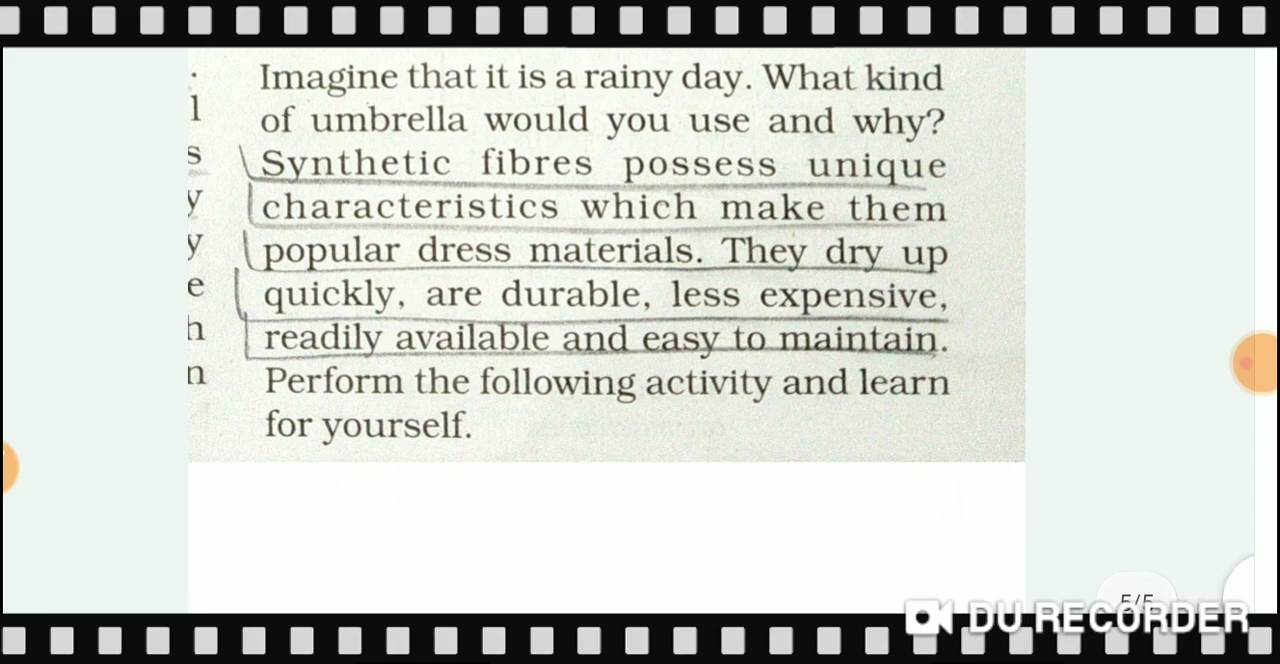 .
l
s
y
y
e
h
n
Imagine that it is a rainy day. What kind
of umbrella would you use and why?
Synthetic fibres possess unique
characteristics which make them
popular dress materials. They dry up
quickly, are durable, less expensive,
readily available and easy to maintain.
Perform the following activity and learn
for yourself.
5/5
DU RECORDER